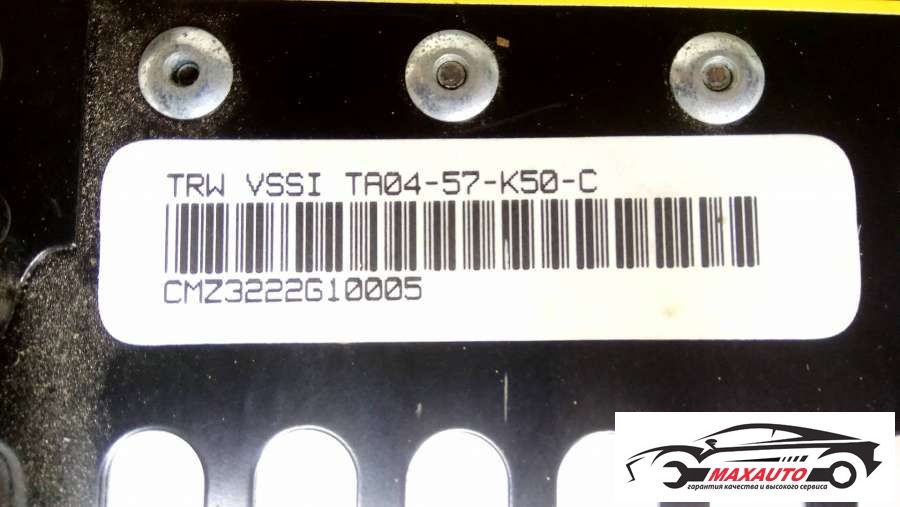 TRW VSSI TA04-57-K50-C
CMZ3222G10005
MAXAUTO
гарантия качества и высокого сервиса